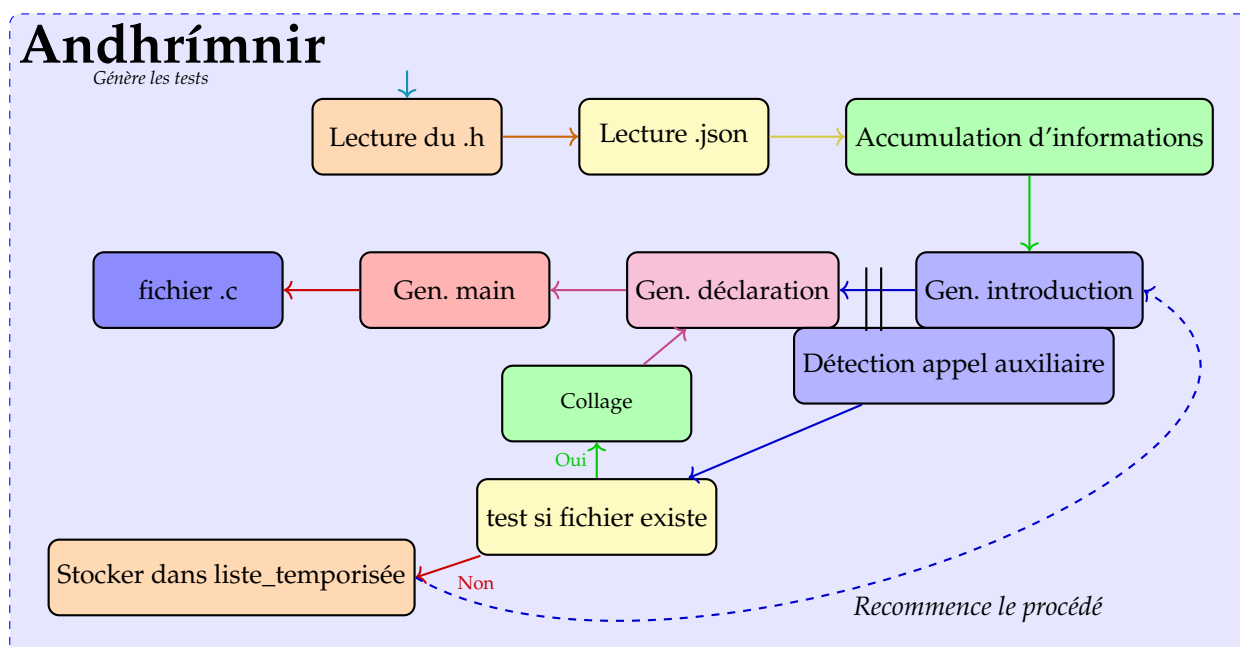 Andhrímnir
Génère les tests
Lecture du .h
Lecture .json
Accumulation d'informations
fichier .c
Gen. main
Gen. déclaration
Gen. introduction
Détection appel auxiliaire
Collage
Oui
test si fichier existe
Stocker dans liste_temporisée
Non
Recommence le procédé